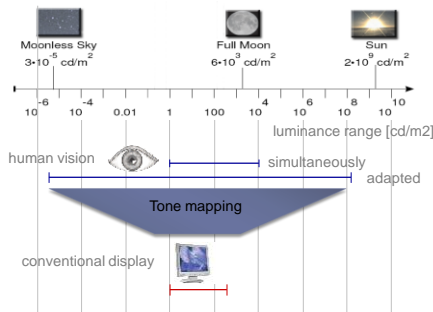 Moonless Sky Full Moon Sun
3•10^-5 cd/m^2 6•10^3 cd/m^2 2•10^9 cd/m^2
10^-6 10^-4 0.01 1 100 10^4 10^6 10^8 10^10
luminance range [cd/m2]
human vision simultaneously
adapted
Tone mapping
conventional display